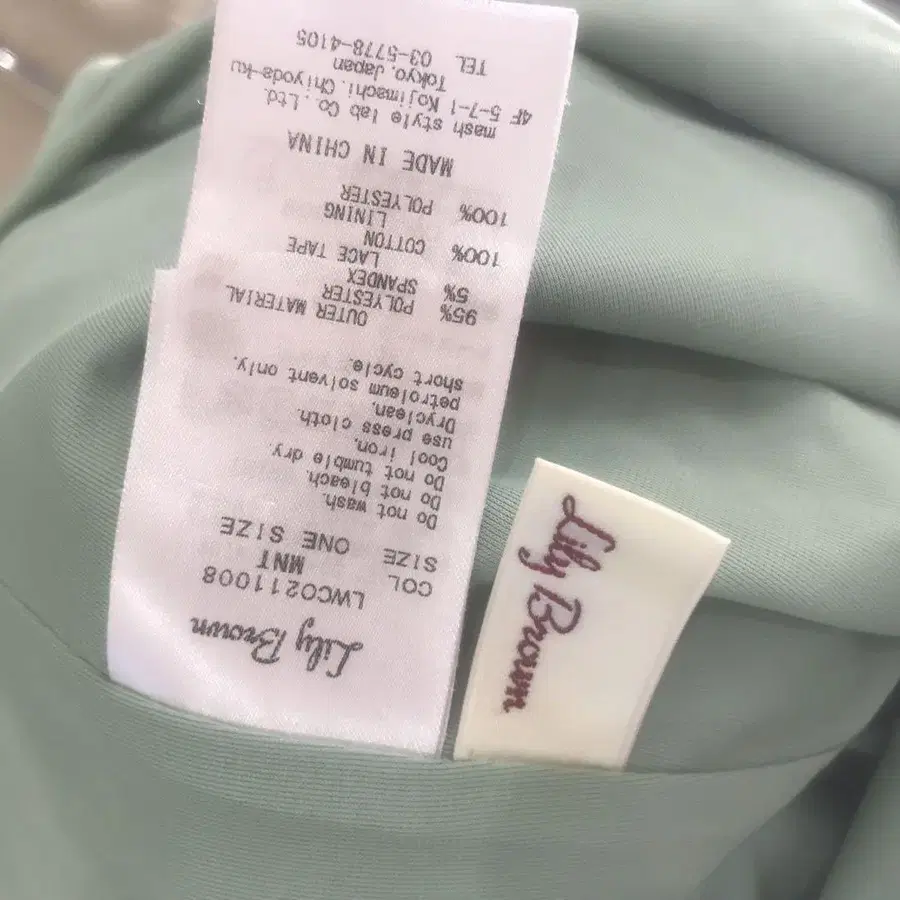 Lily Brown
LWCO211008
COL MNT
SIZE ONE SIZE
Do not wash.
Do not bleach.
Do not tumble dry.
Cool iron.
use press cloth.
Dryclean,
petroleum solvent only.
short cycle.
OUTER MATERIAL
95% POLYESTER
5% SPANDEX
LACE TAPE
100% COTTON
LINING
100% POLYESTER
MADE IN CHINA
mash style lab Co., Ltd.
4F 5-7-1 Kojimachi, Chiyoda-ku
Tokyo, Japan
TEL 03-5778-4105
Lily Brown